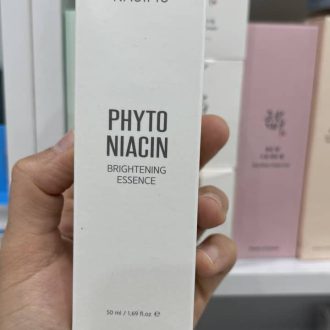 PHYTO
NIACIN
BRIGHTENING
ESSENCE
50 ml / 1.69 fl.oz ℮